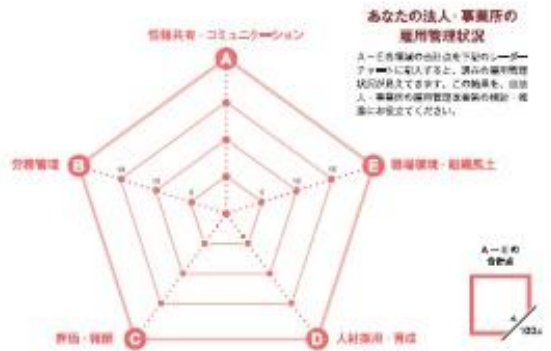 あなたの法人・事業所の
雇用管理状況
A～E各領域の合計点を下記のレーダー
チャートに記入すると、現在の雇用管理
状況が見えてきます。この結果を、自法
人・事業所の雇用管理改善策の検討・推
進にお役立てください。
情報共有・コミュニケーション
A
労務管理
B
E
職場環境・組織風土
評価・報酬
C
D
人材採用・育成
A～Eの
合計点
点
100点